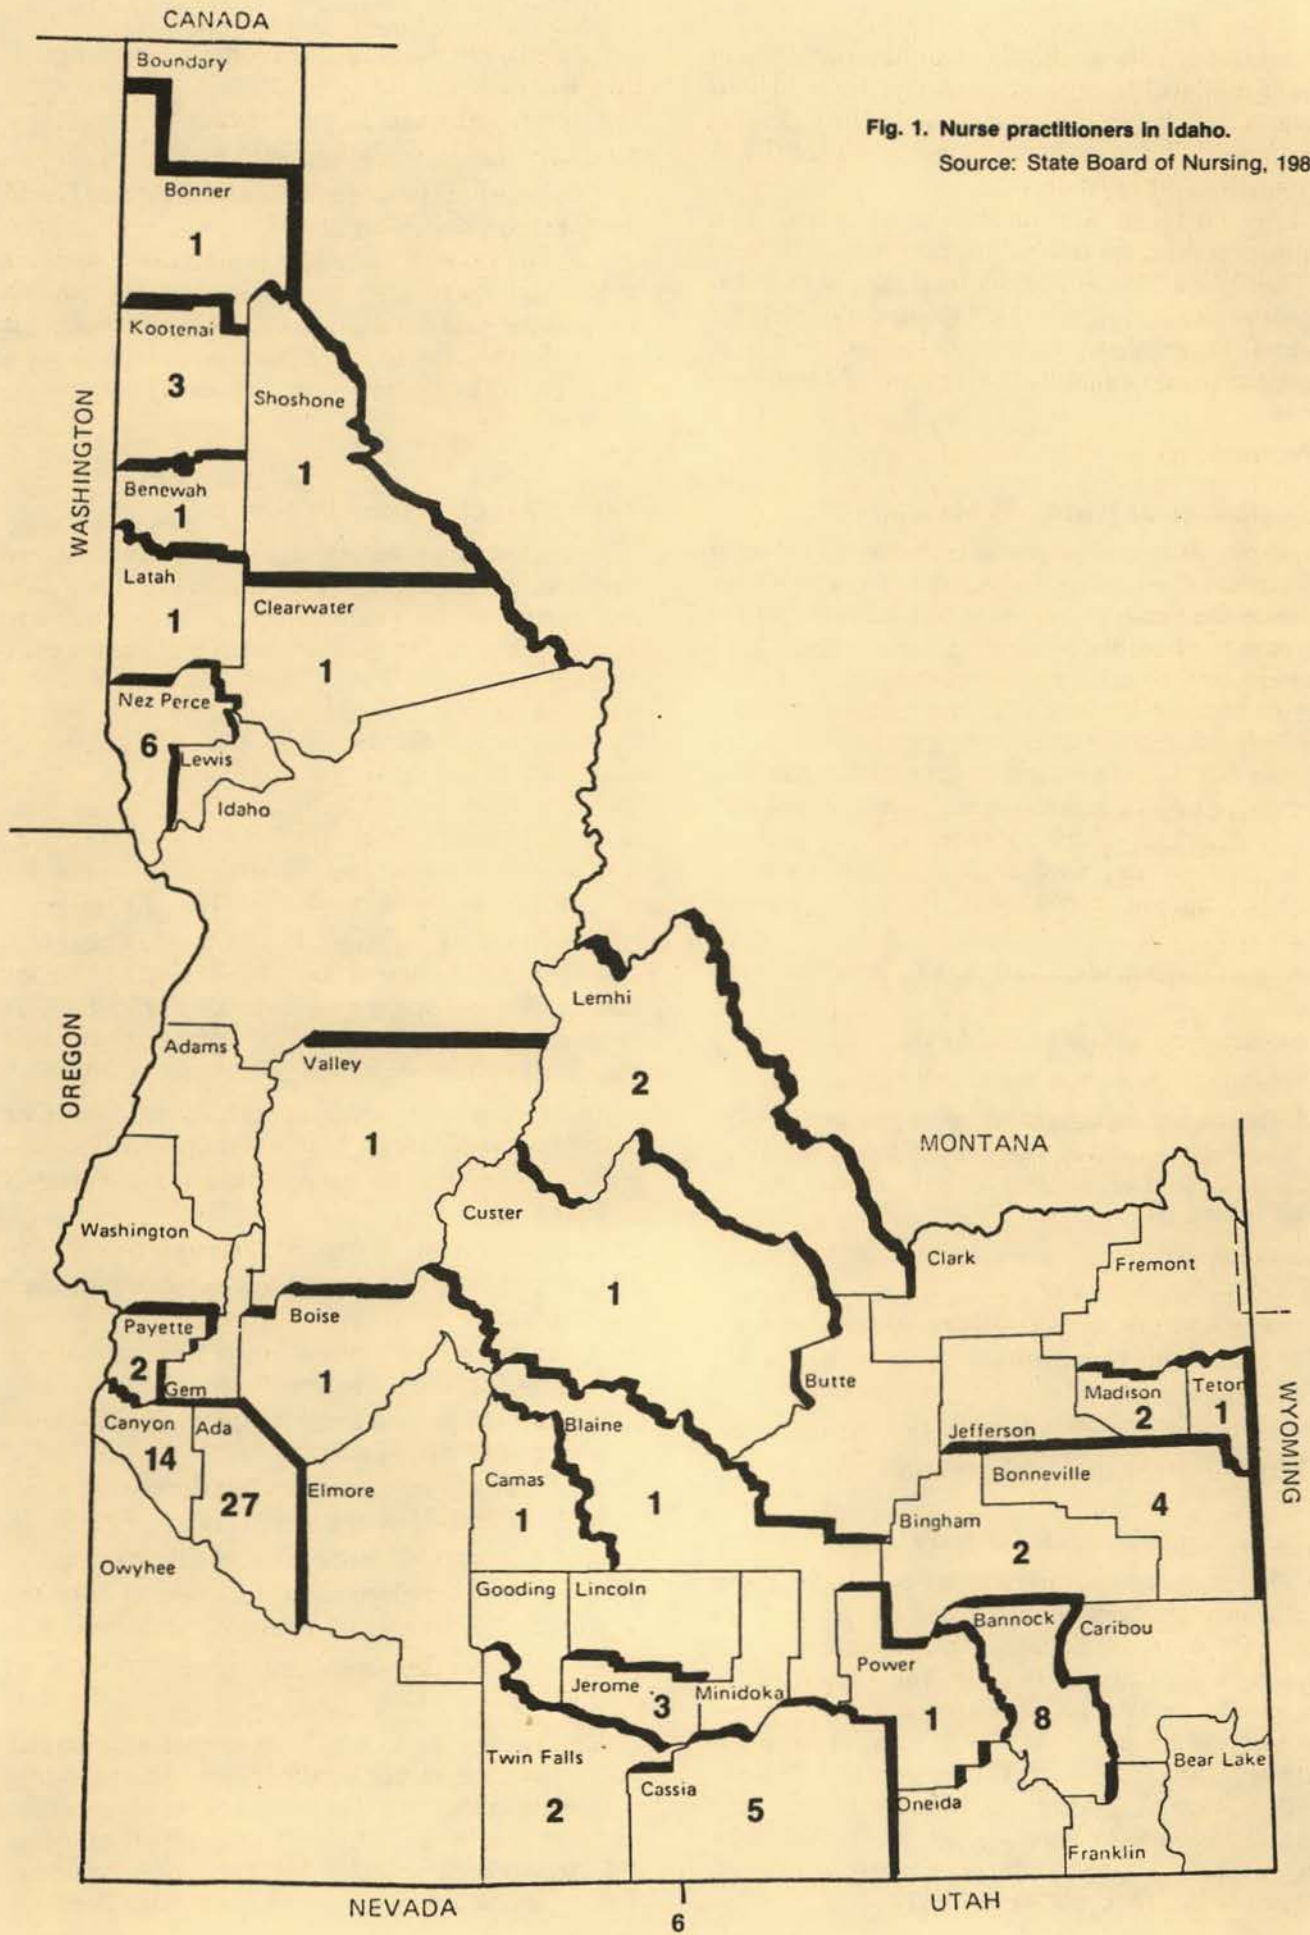 CANADA
Boundary
Fig. 1. Nurse practitioners in Idaho.
Source: State Board of Nursing, 198
Bonner
1
Kootenai
3
Shoshone
1
WASHINGTON
Benewah
1
Latah
1
Clearwater
1
Nez Perce
6
Lewis
Idaho
OREGON
Lemhi
2
Adams
Valley
1
MONTANA
Washington
Custer
1
Clark
Fremont
Payette
2
Boise
1
Gem
Butte
Madison
2
Teton
1
WYOMING
Canyon
14
Ada
27
Elmore
Blaine
1
Camas
1
Jefferson
Bonneville
4
Bingham
2
Owyhee
Gooding
Lincoln
Bannock
8
Caribou
Power
1
Jerome
3
Minidoka
Twin Falls
2
Cassia
5
Oneida
Bear Lake
Franklin
NEVADA
UTAH
6